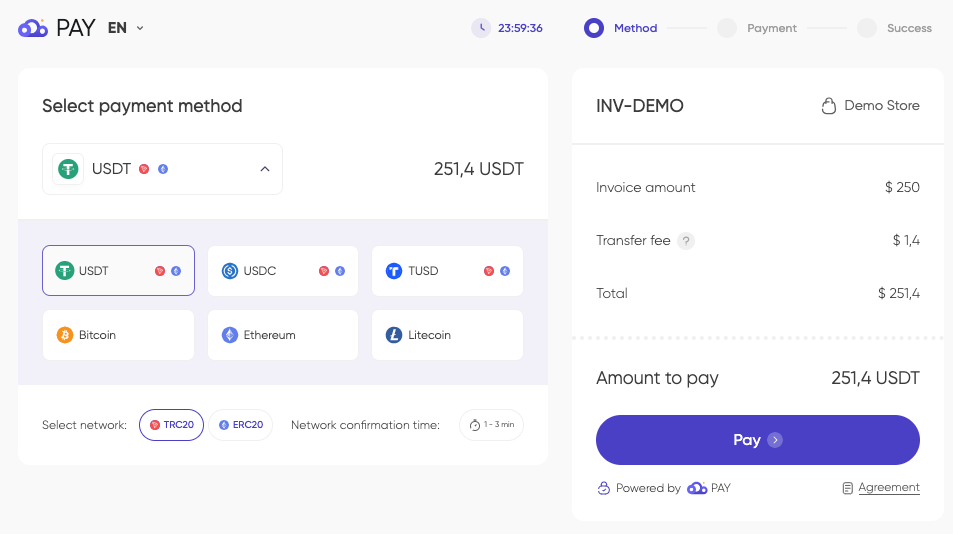 PAY EN
23:59:36
Method
Payment
Success
Select payment method
USDT
251,4 USDT
USDT
USDC
TUSD
Bitcoin
Ethereum
Litecoin
Select network:
TRC20
ERC20
Network confirmation time:
1 - 3 min
INV-DEMO
Demo Store
Invoice amount
$ 250
Transfer fee ?
$ 1,4
Total
$ 251,4
Amount to pay
251,4 USDT
Pay
Powered by PAY
Agreement